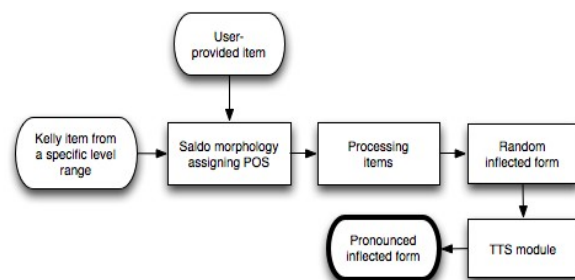 User-
provided item
Kelly item from
a specific level
range
Saldo morphology
assigning POS
Processing
items
Random
inflected form
Pronounced
inflected form
TTS module